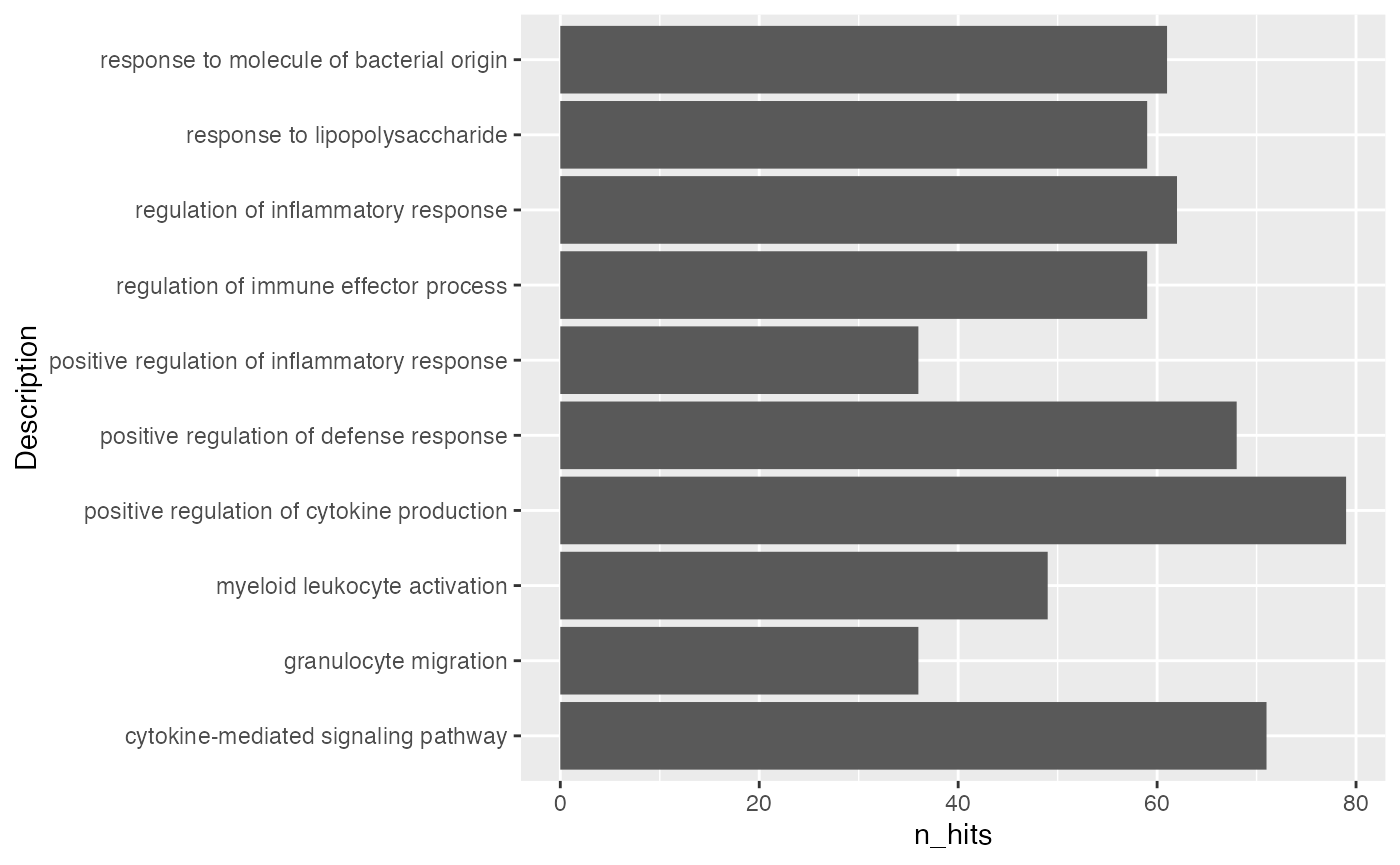 response to molecule of bacterial origin
response to lipopolysaccharide
regulation of inflammatory response
regulation of immune effector process
positive regulation of inflammatory response
positive regulation of defense response
positive regulation of cytokine production
myeloid leukocyte activation
granulocyte migration
cytokine-mediated signaling pathway
Description
0 20 40 60 80
n_hits